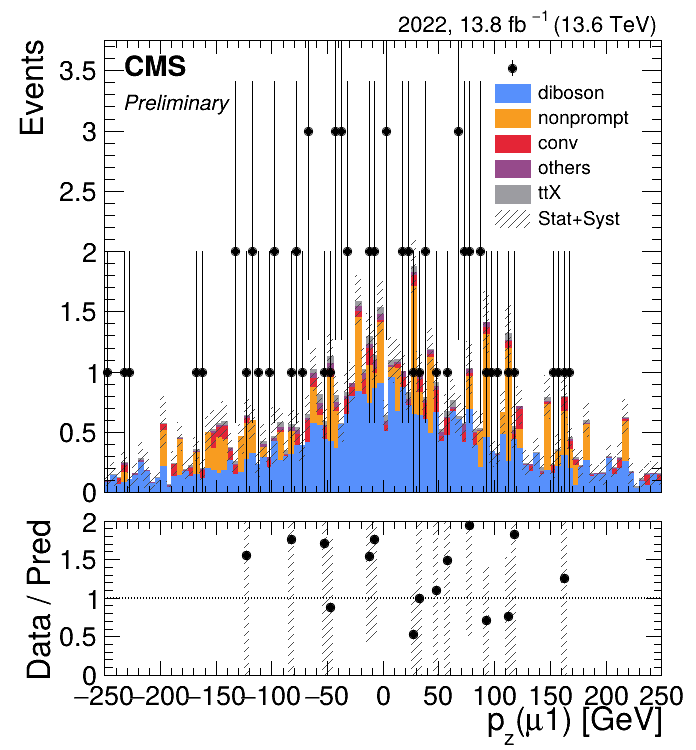 2022, 13.8 fb⁻¹ (13.6 TeV)
Events
CMS
Preliminary
diboson
nonprompt
conv
others
ttX
Stat+Syst
3.5
3
2.5
2
1.5
1
0.5
0
Data / Pred
2
1.5
1
0.5
0
−250 −200 −150 −100 −50 0 50 100 150 200 250
p_z(μ1) [GeV]